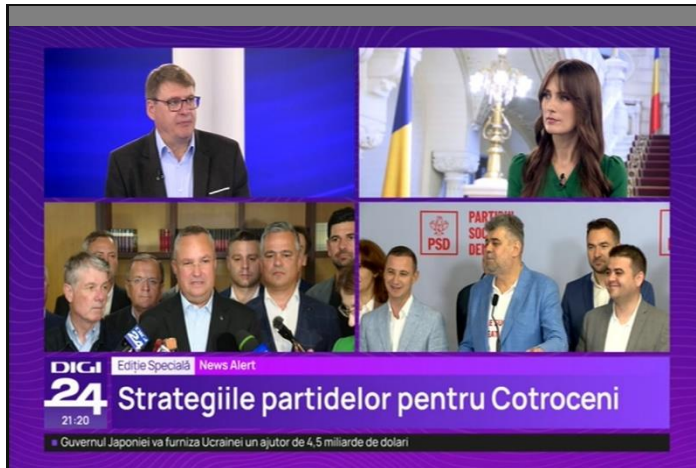 PSD
PARTIDUL
SOC
DEM
DIGI
24
21:20
Ediție Specială
News Alert
Strategiile partidelor pentru Cotroceni
Guvernul Japoniei va furniza Ucrainei un ajutor de 4,5 miliarde de dolari